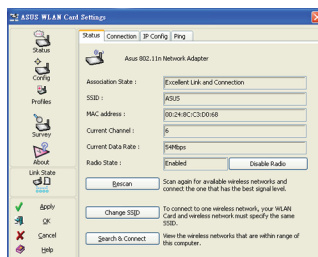 ASUS WLAN Card Settings
Status
Config
Profiles
Survey
About
Link State
Apply
OK
Cancel
Help
Status Connection IP Config Ping
Asus 802.11n Network Adapter
Association State : Excellent Link and Connection
SSID : ASUS
MAC address : 00:24:8C:C3:D0:68
Current Channel : 6
Current Data Rate : 54Mbps
Radio State : Enabled Disable Radio
Rescan
Scan again for available wireless networks and
connect the one that has the best signal level.
Change SSID
To connect to one wireless network, your WLAN
Card and wireless network must specify the same
SSID.
Search & Connect
View the wireless networks that are within range of
this computer.